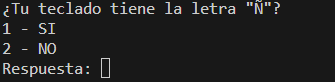 ¿Tu teclado tiene la letra "Ñ"?
1 - SI
2 - NO
Respuesta: